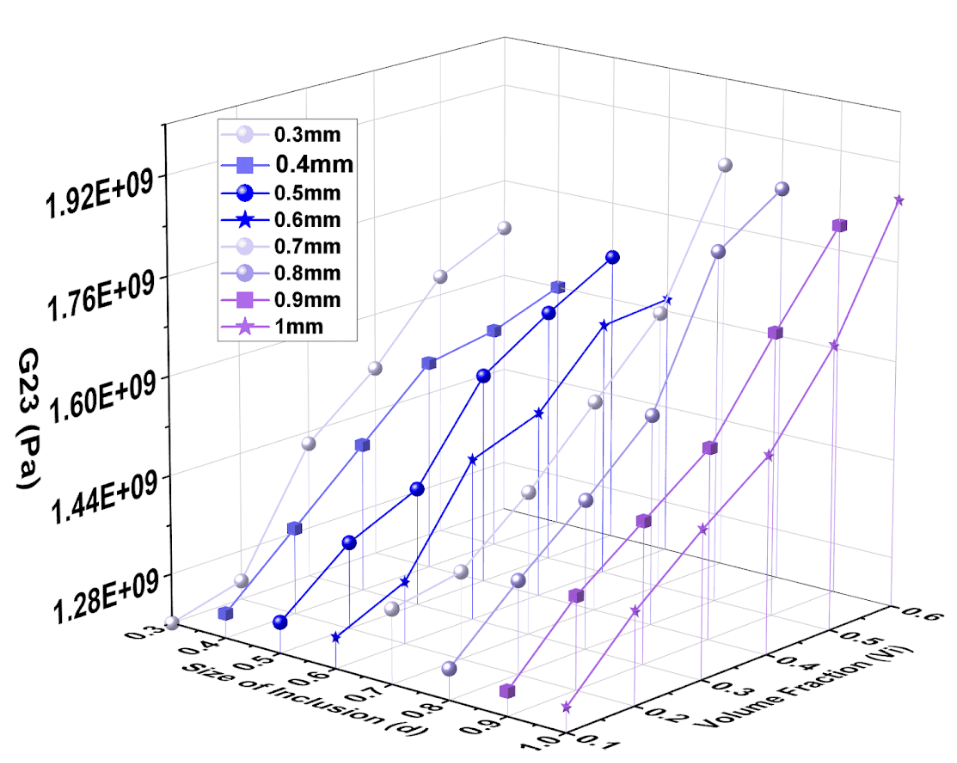 0.3mm
0.4mm
0.5mm
0.6mm
0.7mm
0.8mm
0.9mm
1mm
G23 (Pa)
1.92E+09
1.76E+09
1.60E+09
1.44E+09
1.28E+09
0.3
0.4
0.5
0.6
0.7
0.8
0.9
1.0
Size of Inclusion (d)
0.1
0.2
0.3
0.4
0.5
0.6
Volume Fraction (Vi)